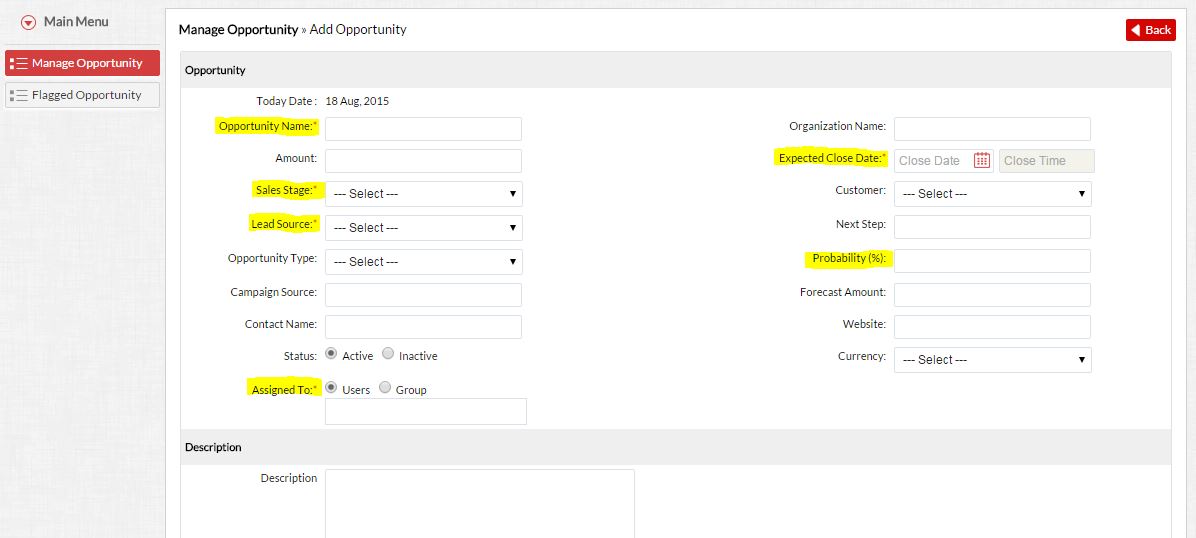 Main Menu
Manage Opportunity
Flagged Opportunity
Manage Opportunity » Add Opportunity
Back
Opportunity
Today Date : 18 Aug, 2015
Opportunity Name:*
Organization Name:
Amount:
Expected Close Date:* Close Date Close Time
Sales Stage:* --- Select ---
Customer: --- Select ---
Lead Source:* --- Select ---
Next Step:
Opportunity Type: --- Select ---
Probability (%):
Campaign Source:
Forecast Amount:
Contact Name:
Website:
Status: Active Inactive
Currency: --- Select ---
Assigned To:* Users Group
Description
Description